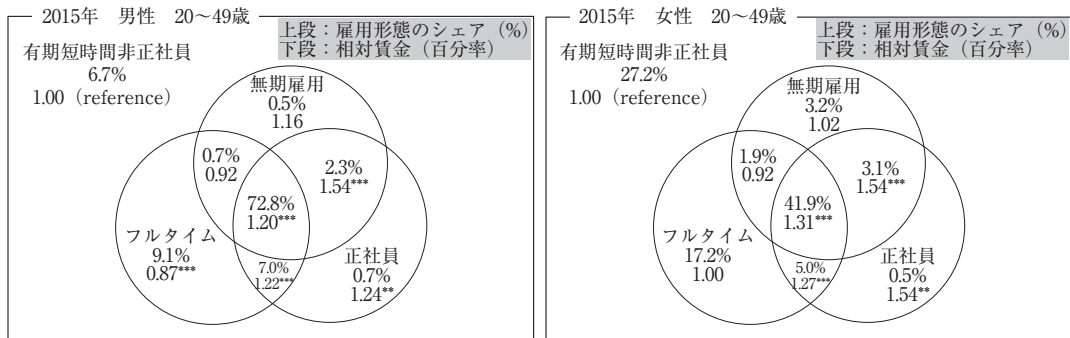 2015年 男性 20～49歳
上段：雇用形態のシェア（%）
下段：相対賃金（百分率）
有期短時間非正社員
6.7%
1.00（reference）
無期雇用
0.5%
1.16
0.7%
0.92
2.3%
1.54***
72.8%
1.20***
フルタイム
9.1%
0.87***
7.0%
1.22***
正社員
0.7%
1.24**
2015年 女性 20～49歳
上段：雇用形態のシェア（%）
下段：相対賃金（百分率）
有期短時間非正社員
27.2%
1.00（reference）
無期雇用
3.2%
1.02
1.9%
0.92
3.1%
1.54***
41.9%
1.31***
フルタイム
17.2%
1.00
5.0%
1.27***
正社員
0.5%
1.54**